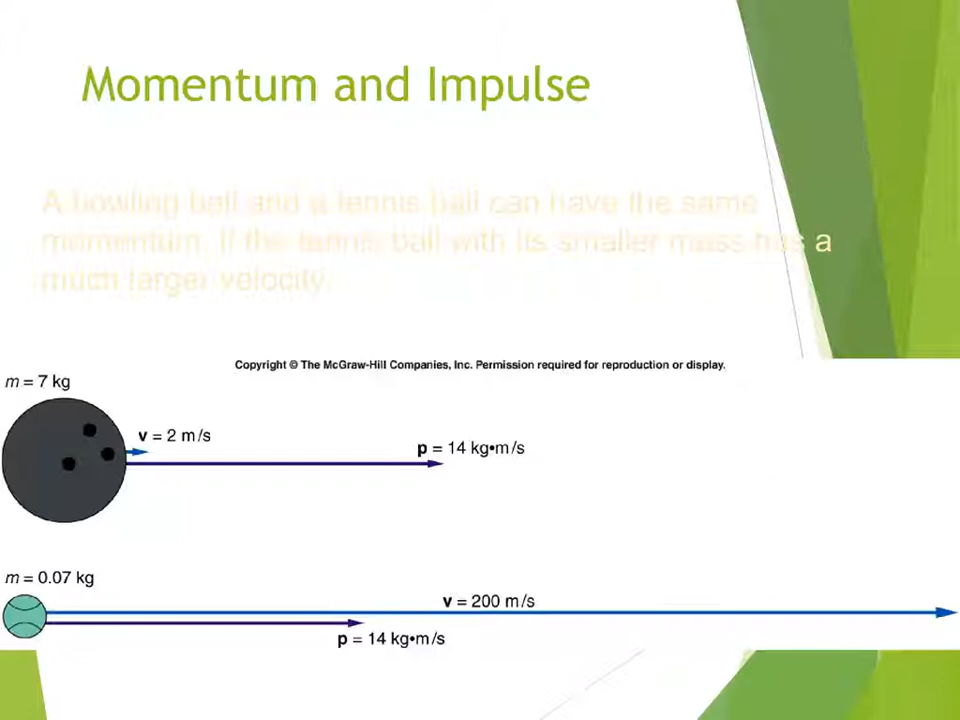 Momentum and Impulse
A bowling ball and a tennis ball can have the same
momentum, if the tennis ball with its smaller mass has a
much larger velocity.
Copyright © The McGraw-Hill Companies, Inc. Permission required for reproduction or display.
m = 7 kg
v = 2 m/s
p = 14 kg•m/s
m = 0.07 kg
v = 200 m/s
p = 14 kg•m/s